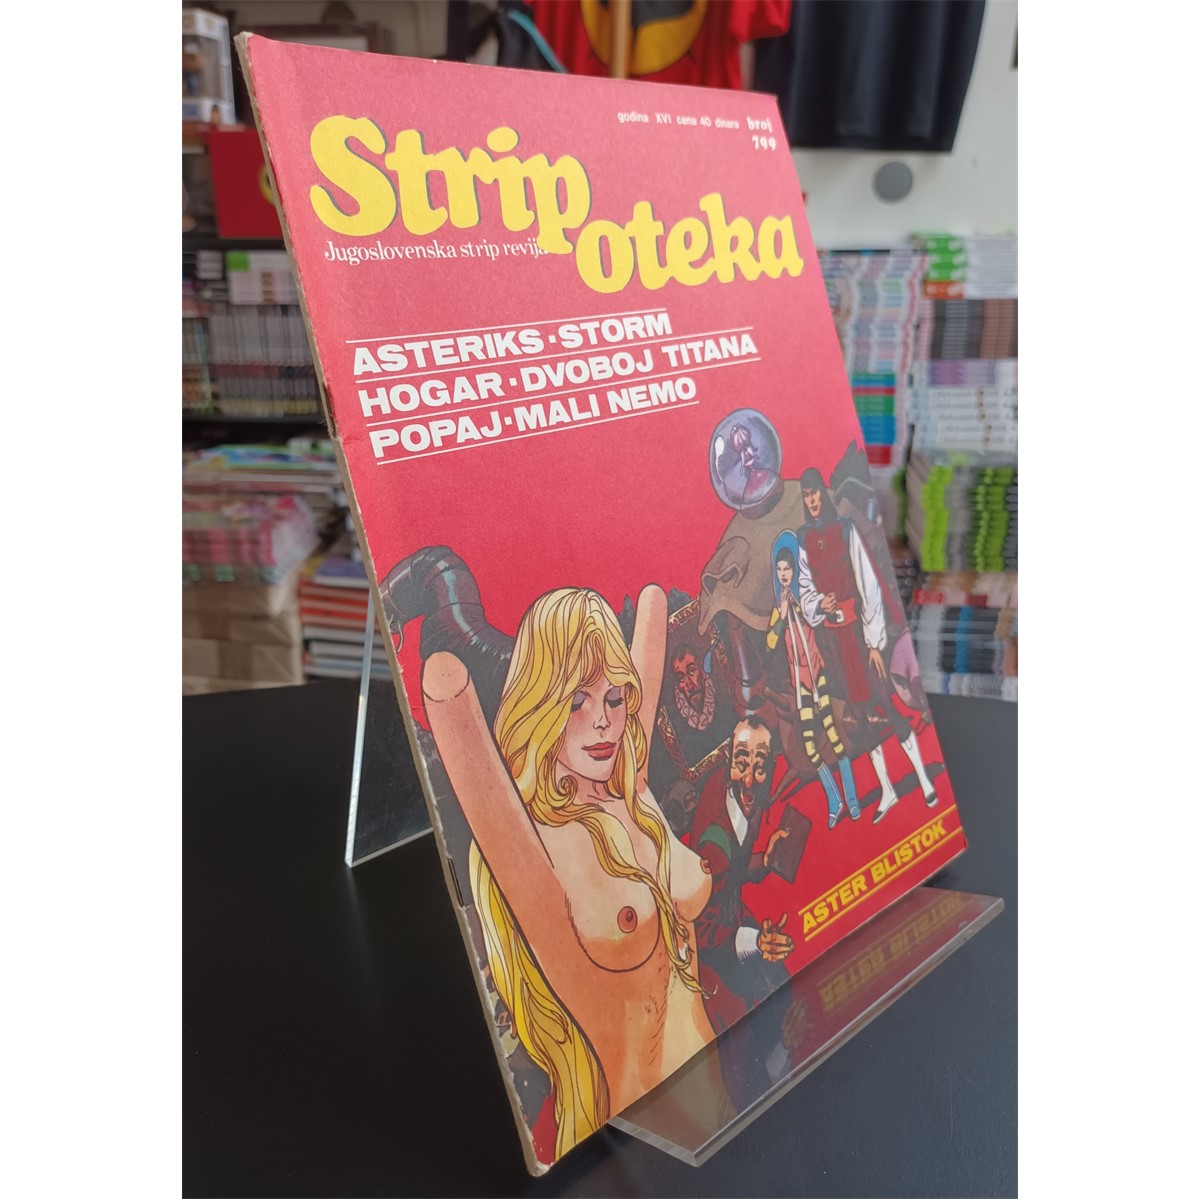 godina XVI cena 40 dinara broj
799
Strip
oteka
Jugoslovenska strip revija
ASTERIKS·STORM
HOGAR·DVOBOJ TITANA
POPAJ·MALI NEMO
ASTER BLISTOK